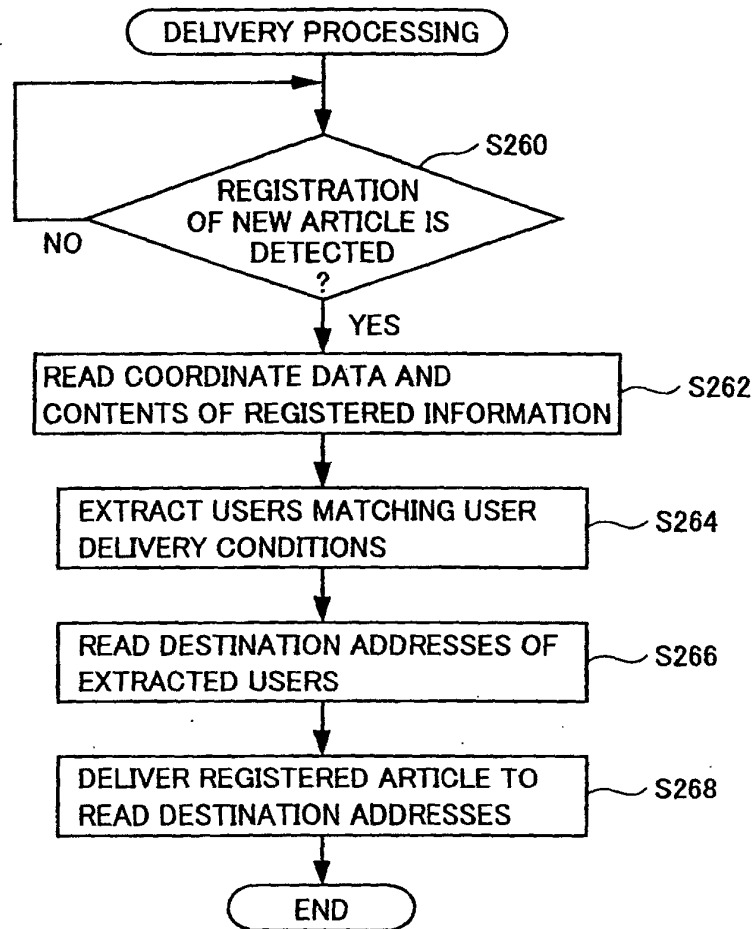 DELIVERY PROCESSING
S260
REGISTRATION
OF NEW ARTICLE IS
DETECTED
?
NO
YES
READ COORDINATE DATA AND
CONTENTS OF REGISTERED INFORMATION
S262
EXTRACT USERS MATCHING USER
DELIVERY CONDITIONS
S264
READ DESTINATION ADDRESSES OF
EXTRACTED USERS
S266
DELIVER REGISTERED ARTICLE TO
READ DESTINATION ADDRESSES
S268
END